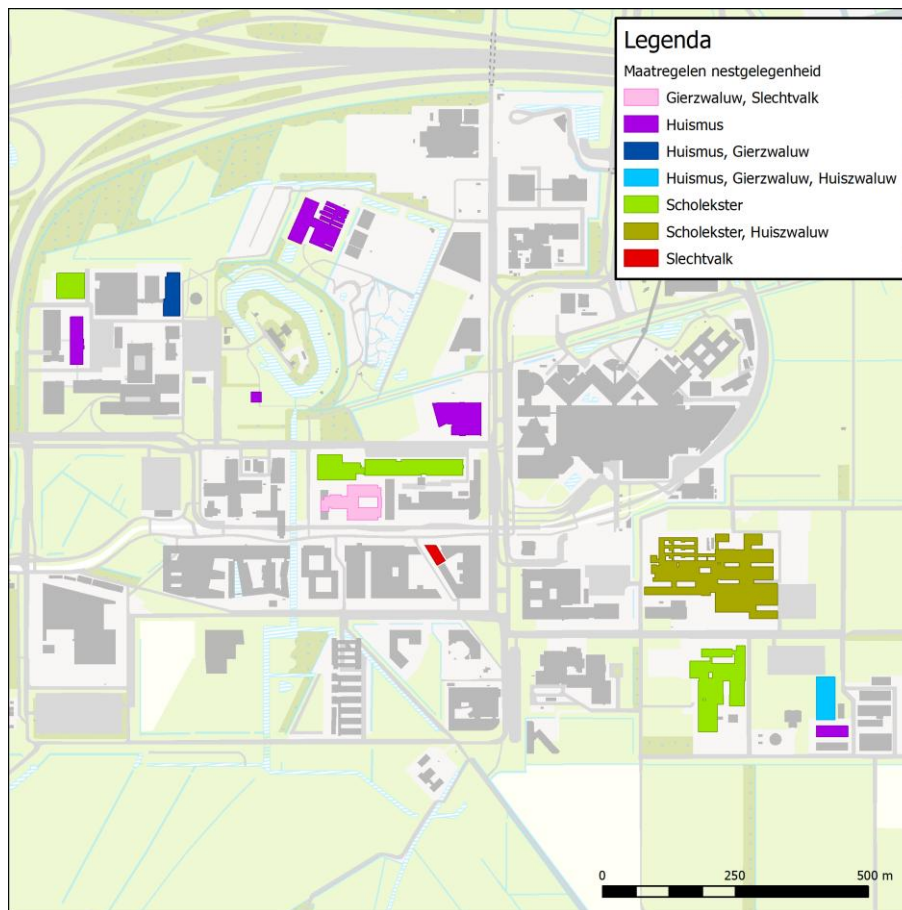 Legenda
Maatregelen nestgelegenheid
Gierzwaluw, Slechtvalk
Huismus
Huismus, Gierzwaluw
Huismus, Gierzwaluw, Huiszwaluw
Scholekster
Scholekster, Huiszwaluw
Slechtvalk
0 250 500 m